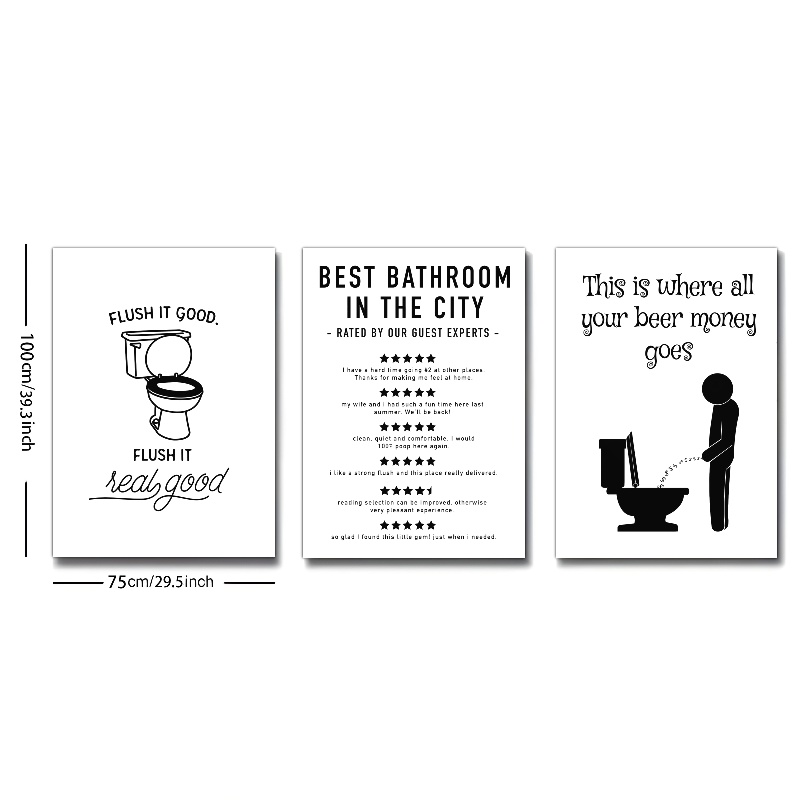 100cm/39.3inch
75cm/29.5inch
FLUSH IT GOOD.
FLUSH IT
real good
BEST BATHROOM
IN THE CITY
- RATED BY OUR GUEST EXPERTS -
i have a hard time going #2 at other places.
Thanks for making me feel at home.
my wife and i had such a fun time here last
summer. We'll be back!
clean, quiet and comfortable. I would
100% poop here again.
i like a strong flush and this place really delivered.
reading selection can be improved, otherwise
very pleasant experience.
so glad I found this little gem! just when i needed.
This is where all
your beer money
goes